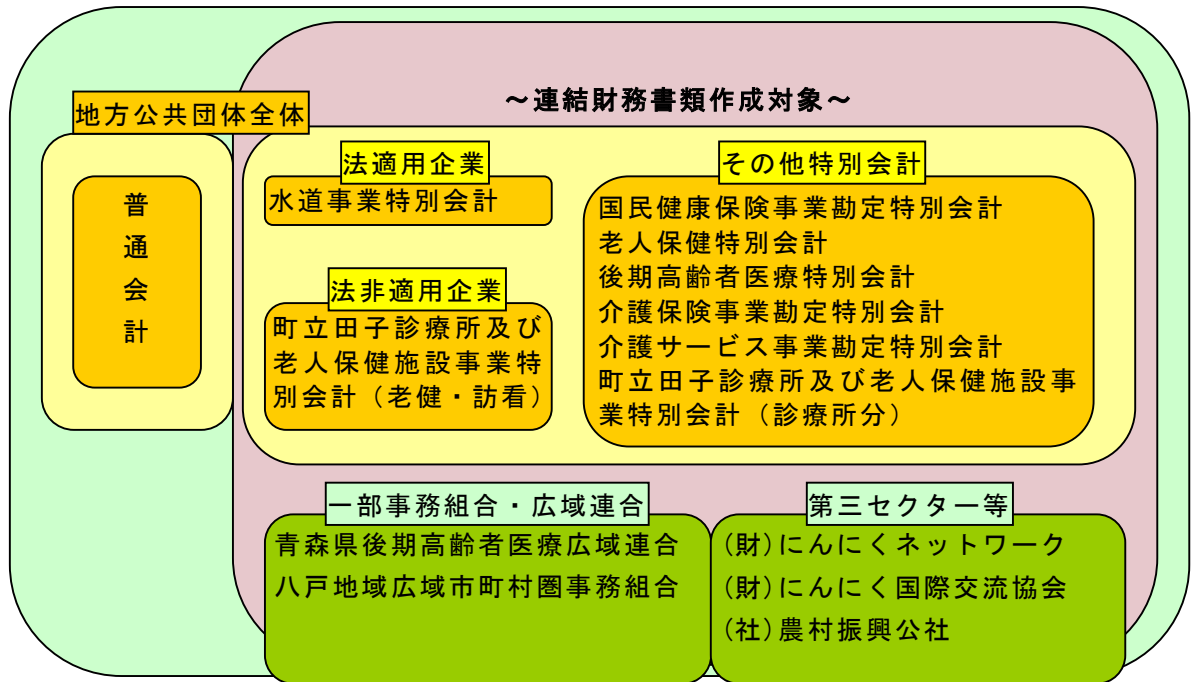 ～連結財務書類作成対象～
地方公共団体全体
普通会計
法適用企業
水道事業特別会計
法非適用企業
町立田子診療所及び
老人保健施設事業特
別会計（老健・訪看）
その他特別会計
国民健康保険事業勘定特別会計
老人保健特別会計
後期高齢者医療特別会計
介護保険事業勘定特別会計
介護サービス事業勘定特別会計
町立田子診療所及び老人保健施設事
業特別会計（診療所分）
一部事務組合・広域連合
青森県後期高齢者医療広域連合
八戸地域広域市町村圏事務組合
第三セクター等
(財)にんにくネットワーク
(財)にんにく国際交流協会
(社)農村振興公社